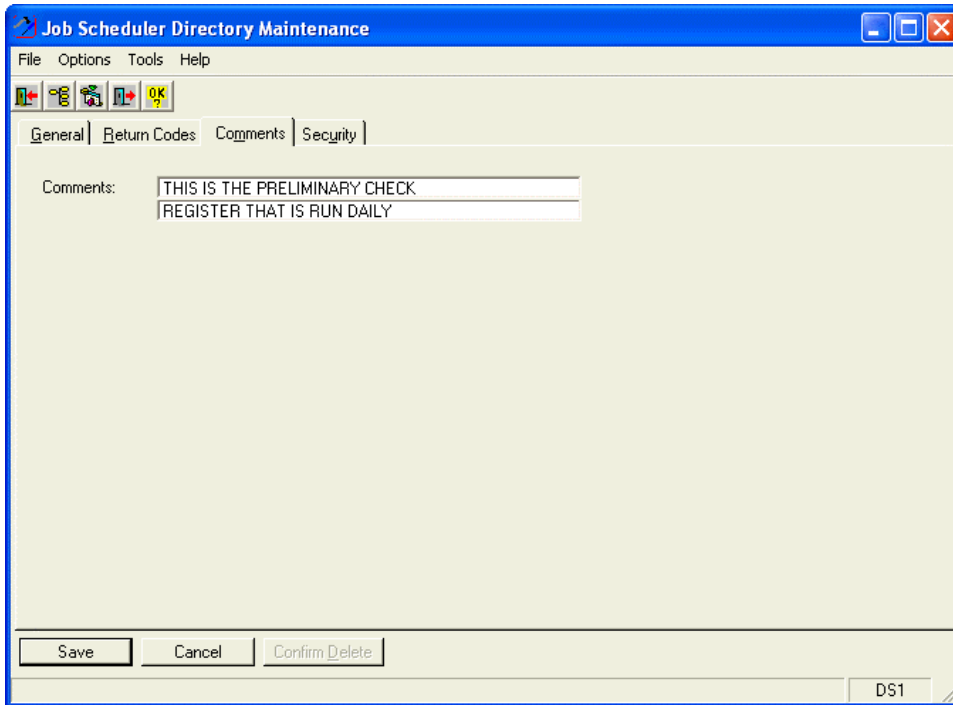 Job Scheduler Directory Maintenance
File Options Tools Help
OK
?
General Return Codes Comments Security
Comments: THIS IS THE PRELIMINARY CHECK
REGISTER THAT IS RUN DAILY
Save Cancel Confirm Delete
DS1